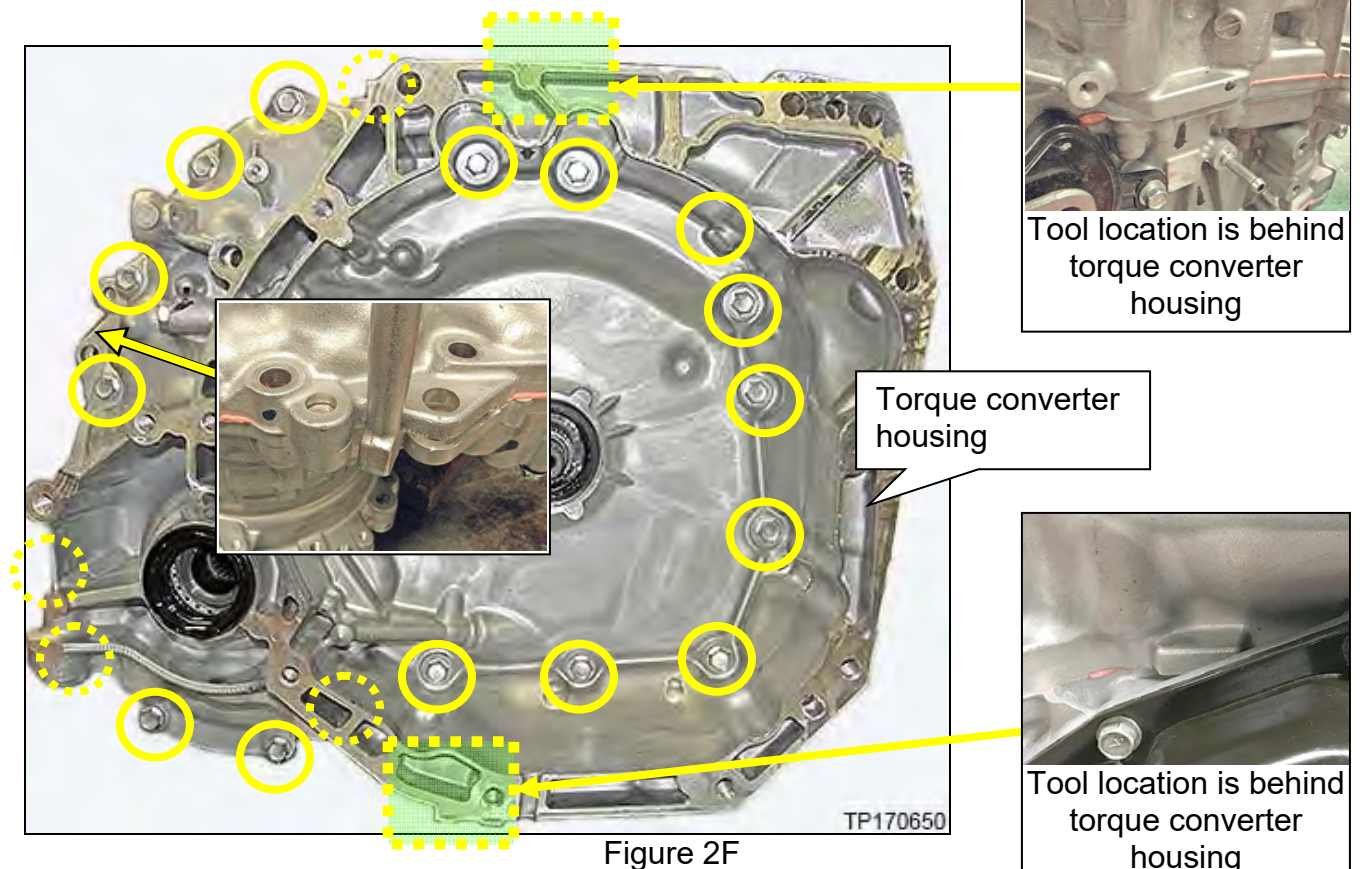 Tool location is behind
torque converter
housing
Torque converter
housing
Tool location is behind
torque converter
housing
TP170650
Figure 2F